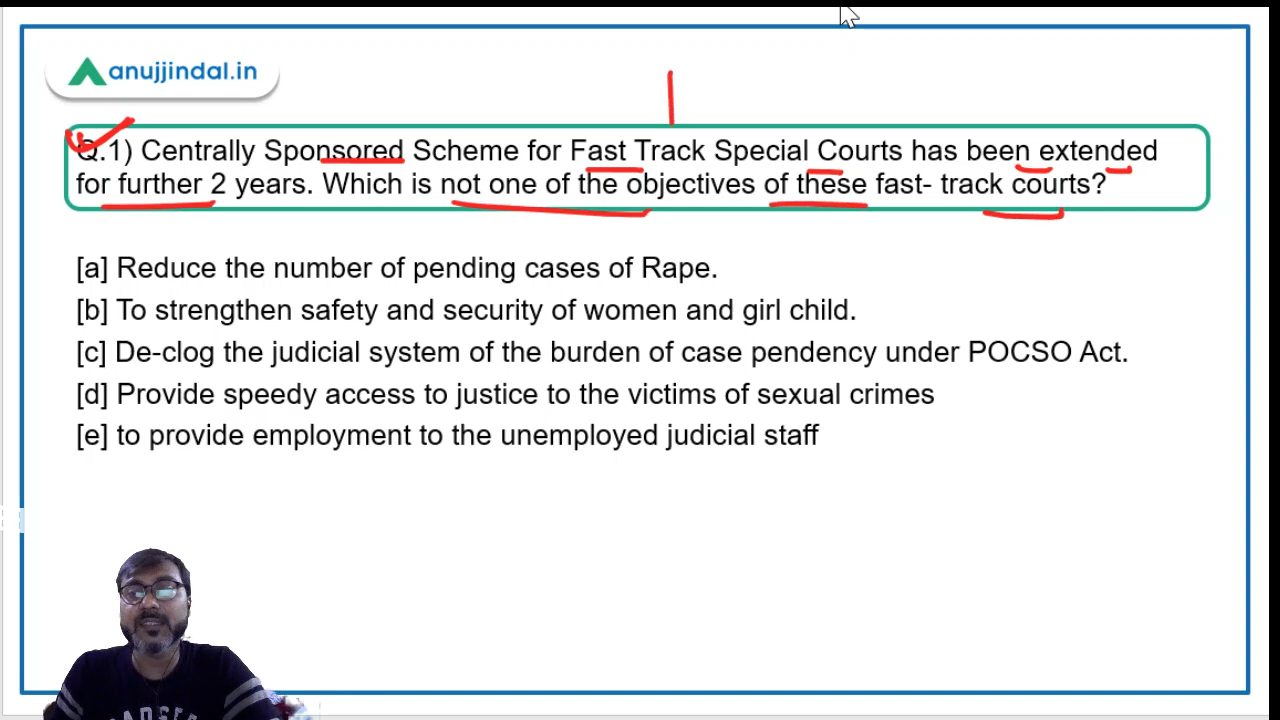 anujjindal.in
Q.1) Centrally Sponsored Scheme for Fast Track Special Courts has been extended
for further 2 years. Which is not one of the objectives of these fast- track courts?
[a] Reduce the number of pending cases of Rape.
[b] To strengthen safety and security of women and girl child.
[c] De-clog the judicial system of the burden of case pendency under POCSO Act.
[d] Provide speedy access to justice to the victims of sexual crimes
[e] to provide employment to the unemployed judicial staff